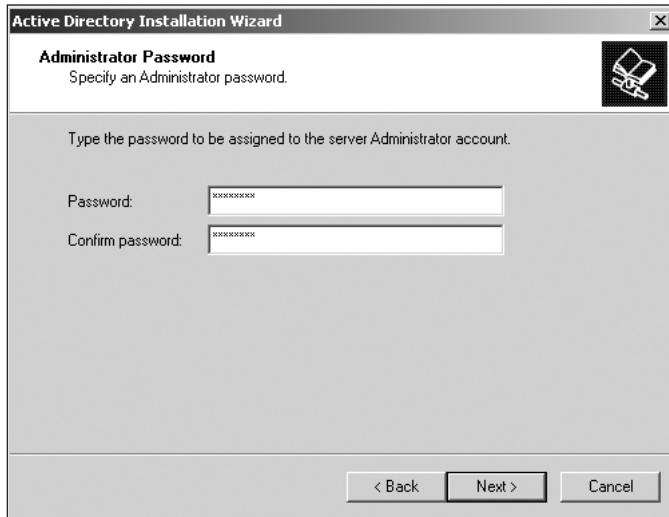 Active Directory Installation Wizard
Administrator Password
Specify an Administrator password.
Type the password to be assigned to the server Administrator account.
Password: ********
Confirm password: ********
< Back Next > Cancel